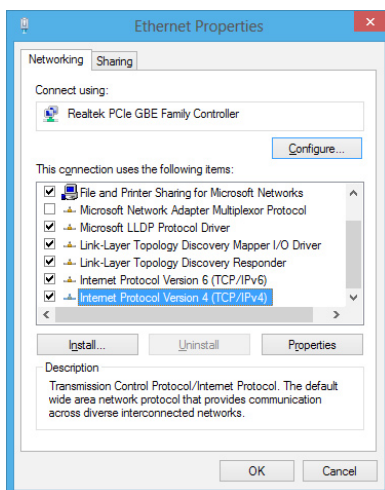 Ethernet Properties
Networking
Sharing
Connect using:
Realtek PCIe GBE Family Controller
Configure...
This connection uses the following items:
File and Printer Sharing for Microsoft Networks
Microsoft Network Adapter Multiplexor Protocol
Microsoft LLDP Protocol Driver
Link-Layer Topology Discovery Mapper I/O Driver
Link-Layer Topology Discovery Responder
Internet Protocol Version 6 (TCP/IPv6)
Internet Protocol Version 4 (TCP/IPv4)
Install...
Uninstall
Properties
Description
Transmission Control Protocol/Internet Protocol. The default
wide area network protocol that provides communication
across diverse interconnected networks.
OK
Cancel